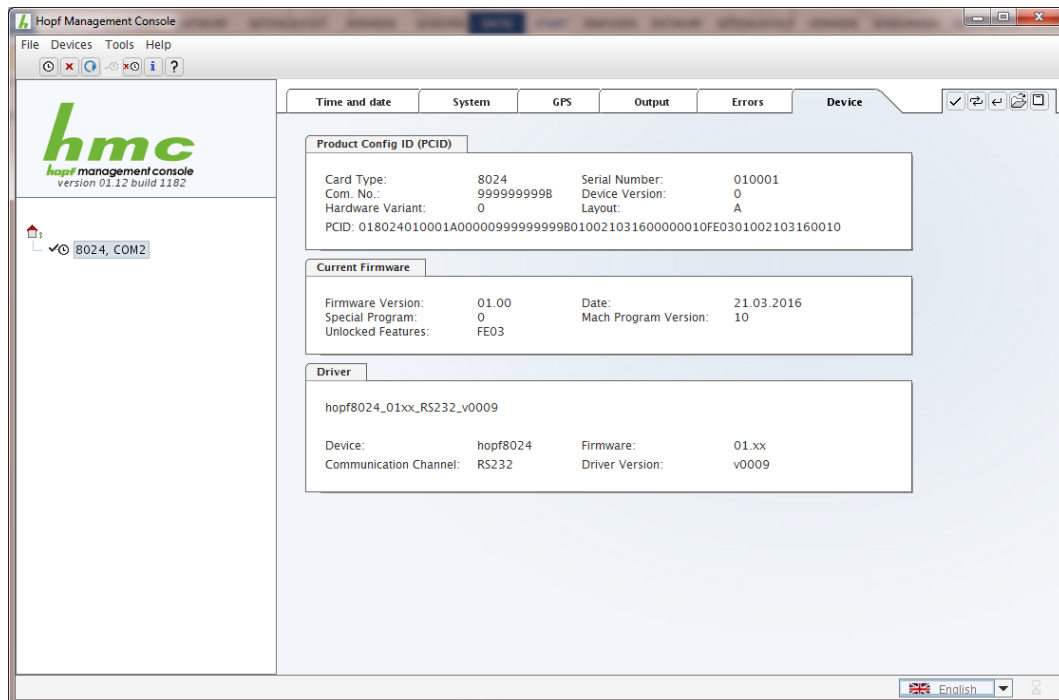 Hopf Management Console
File Devices Tools Help
hmc
hopf management console
version 01.12 build 1182
8024, COM2
Time and date System GPS Output Errors Device
Product Config ID (PCID)
Card Type: 8024 Serial Number: 010001
Com. No.: 999999999B Device Version: 0
Hardware Variant: 0 Layout: A
PCID: 018024010001A00000999999999B010021031600000010FE0301002103160010
Current Firmware
Firmware Version: 01.00 Date: 21.03.2016
Special Program: 0 Mach Program Version: 10
Unlocked Features: FE03
Driver
hopf8024_01xx_RS232_v0009
Device: hopf8024 Firmware: 01.xx
Communication Channel: RS232 Driver Version: v0009
English